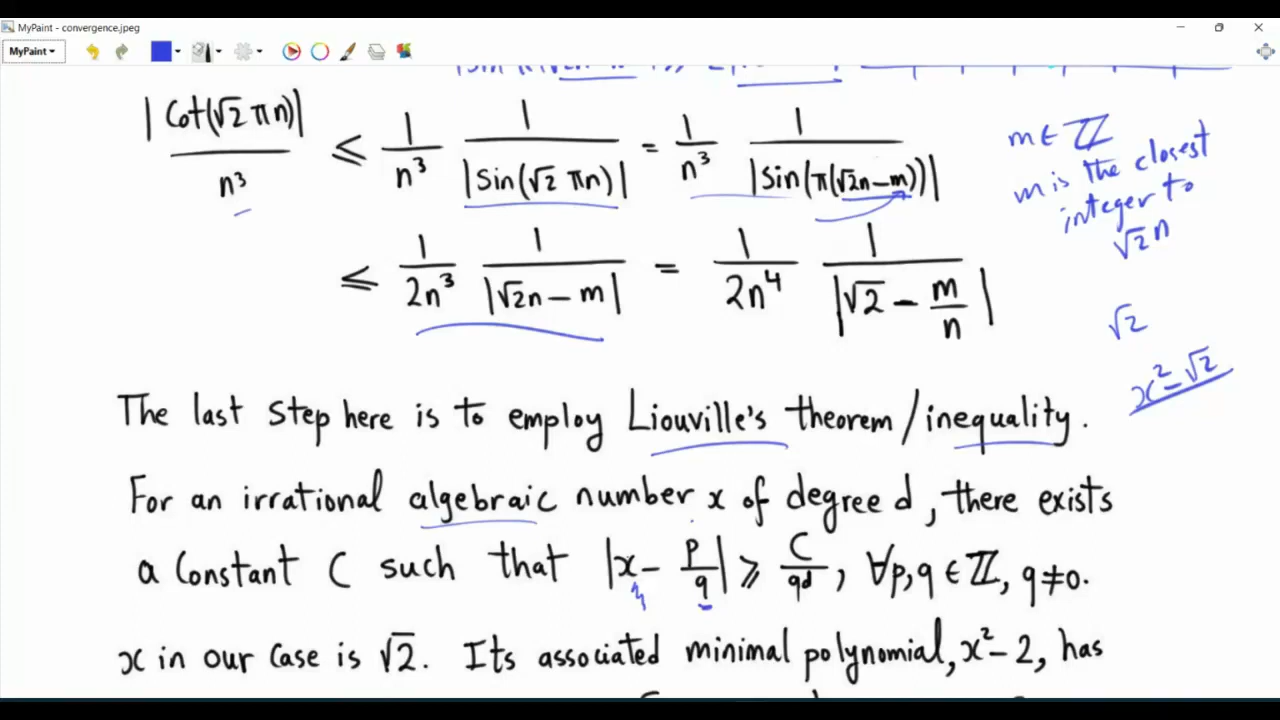 MyPaint - convergence.jpeg
MyPaint
|Cot(√2 πn)| / n³ ≤ 1/n³ 1/|Sin(√2 πn)| = 1/n³ 1/|Sin(π(√2n-m))|
m ∈ ℤ
m is the closest
integer to
√2 n
≤ 1/2n³ 1/|√2n - m| = 1/2n⁴ 1/|√2 - m/n|
√2
x² - √2
The last step here is to employ Liouville's theorem/inequality.
For an irrational algebraic number x of degree d, there exists
a Constant C such that |x - p/q| ⩾ C/qᵈ, ∀p,q ∈ ℤ, q≠0.
x in our case is √2. Its associated minimal polynomial, x²-2, has